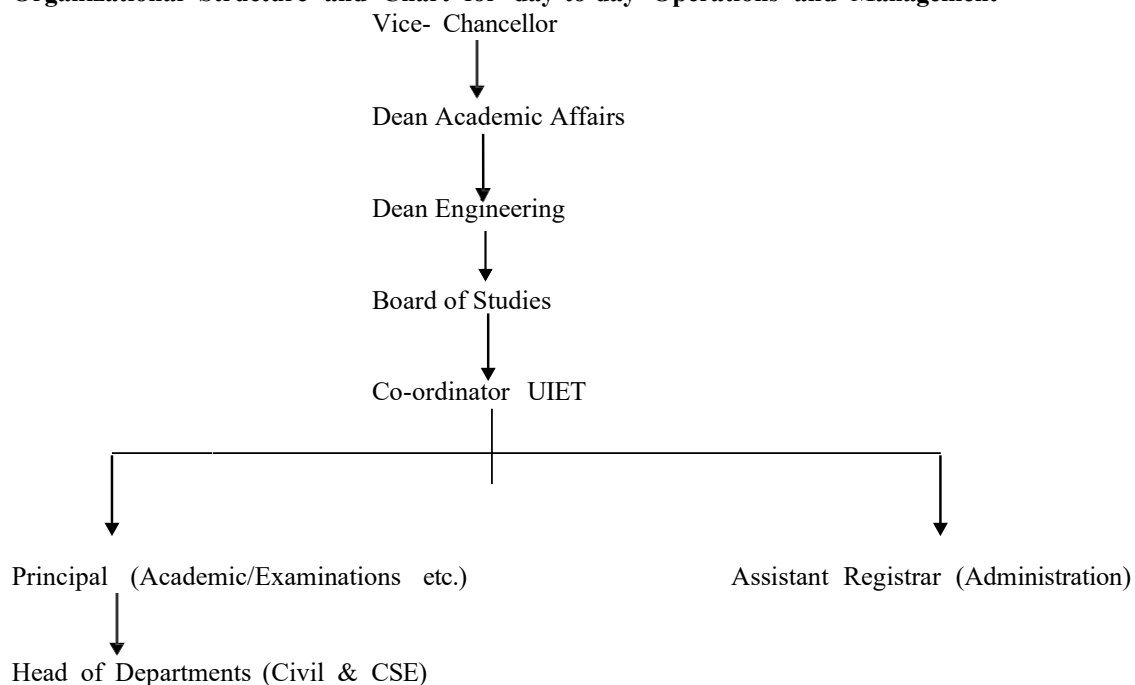 Organizational Structure and Chart for day-to-day Operations and Management
Vice- Chancellor
Dean Academic Affairs
Dean Engineering
Board of Studies
Co-ordinator UIET
Principal (Academic/Examinations etc.) Assistant Registrar (Administration)
Head of Departments (Civil & CSE)